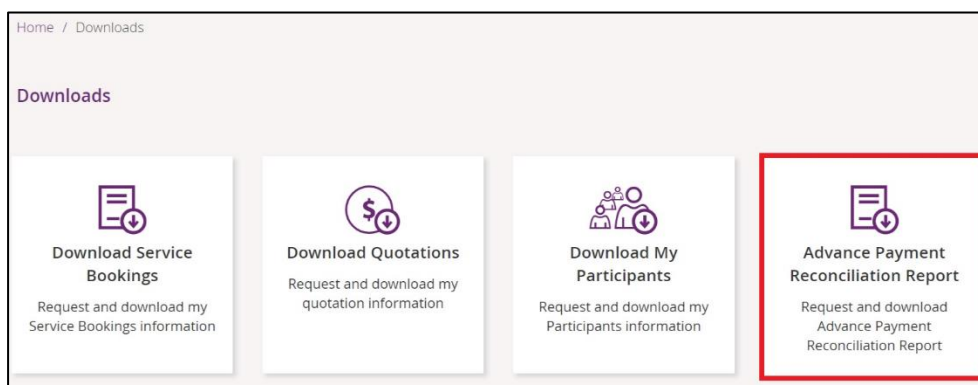 Home / Downloads
Downloads
$
Download Service
Bookings
Request and download my
Service Bookings information
Download Quotations
Request and download my
quotation information
Download My
Participants
Request and download my
Participants information
Advance Payment
Reconciliation Report
Request and download
Advance Payment
Reconciliation Report